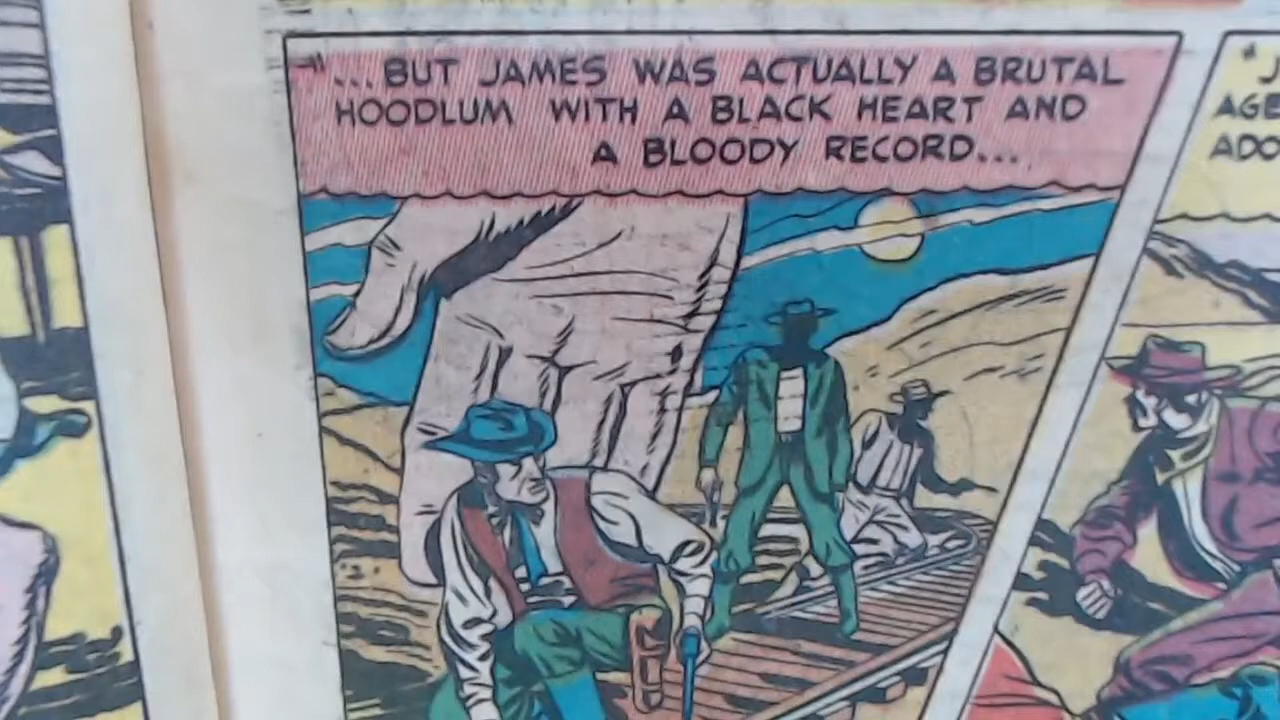 "...BUT JAMES WAS ACTUALLY A BRUTAL
HOODLUM WITH A BLACK HEART AND
A BLOODY RECORD...